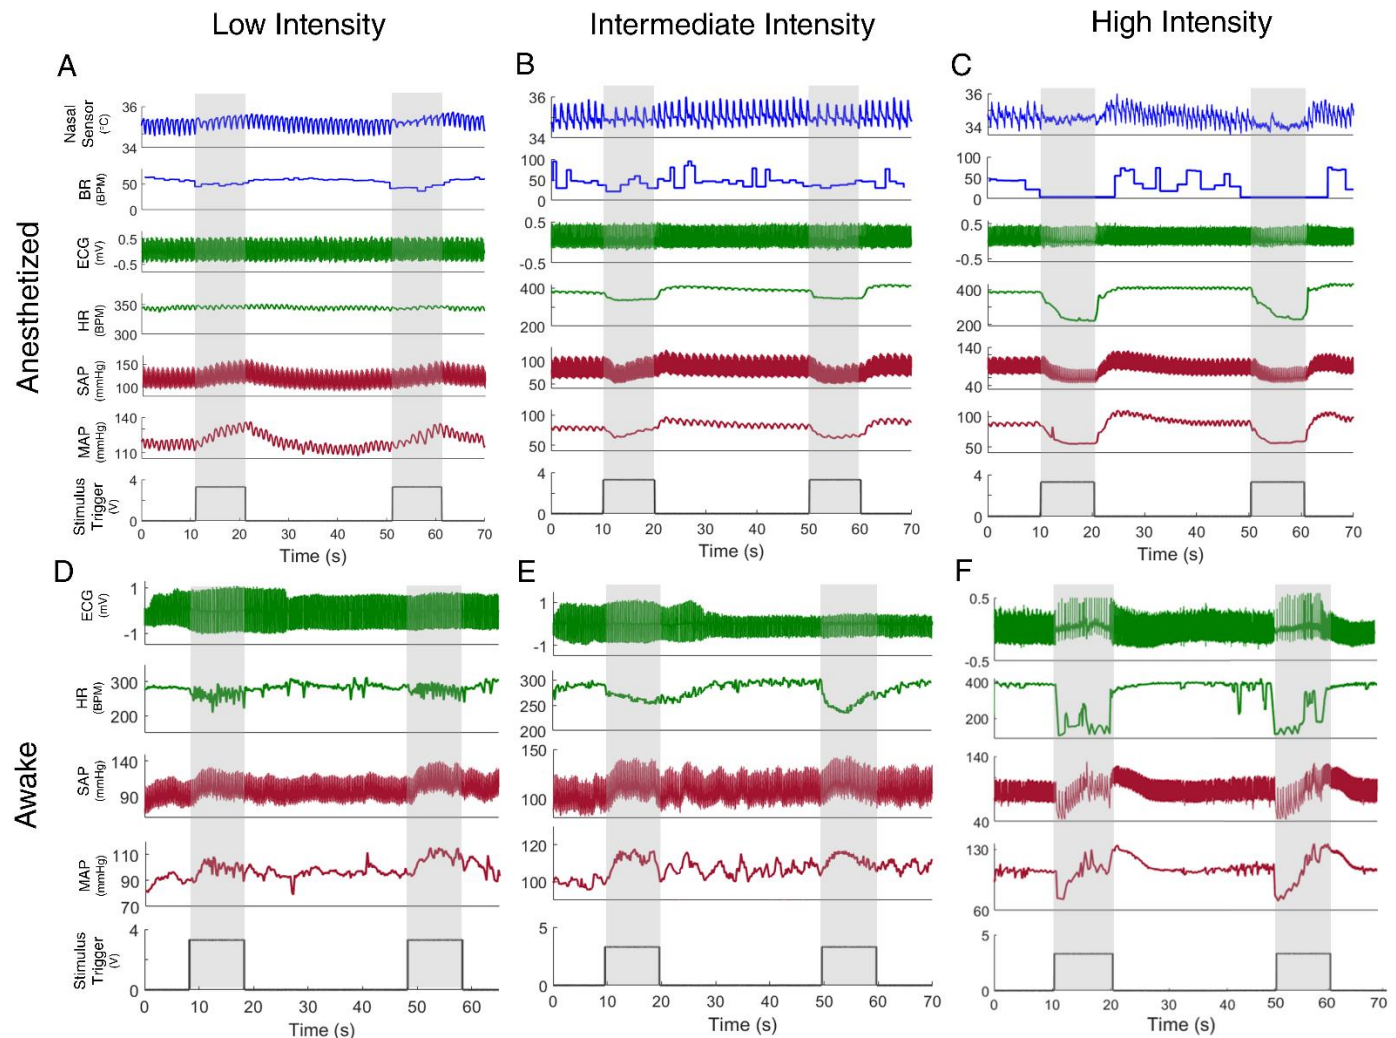 Low Intensity
Intermediate Intensity
High Intensity
Anesthetized
A
Nasal
Sensor
(°C)
36
34
BR
(BPM)
50
0
ECG
(mV)
0.5
-0.5
HR
(BPM)
350
300
SAP
(mmHg)
150
100
MAP
(mmHg)
140
110
Stimulus
Trigger
(V)
4
0
0 10 20 30 40 50 60 70
Time (s)
B
36
34
100
50
0
0.5
-0.5
400
200
100
50
100
50
4
0
0 10 20 30 40 50 60 70
Time (s)
C
36
34
100
50
0
0.5
-0.5
400
200
140
40
100
50
4
0
0 10 20 30 40 50 60 70
Time (s)
Awake
D
ECG
(mV)
1
-1
HR
(BPM)
300
200
SAP
(mmHg)
140
90
MAP
(mmHg)
110
90
70
Stimulus
Trigger
(V)
4
0
0 10 20 30 40 50 60
Time (s)
E
1
-1
300
250
200
150
100
120
100
5
0
0 10 20 30 40 50 60 70
Time (s)
F
0.5
-0.5
400
200
140
40
130
60
5
0
0 10 20 30 40 50 60 70
Time (s)